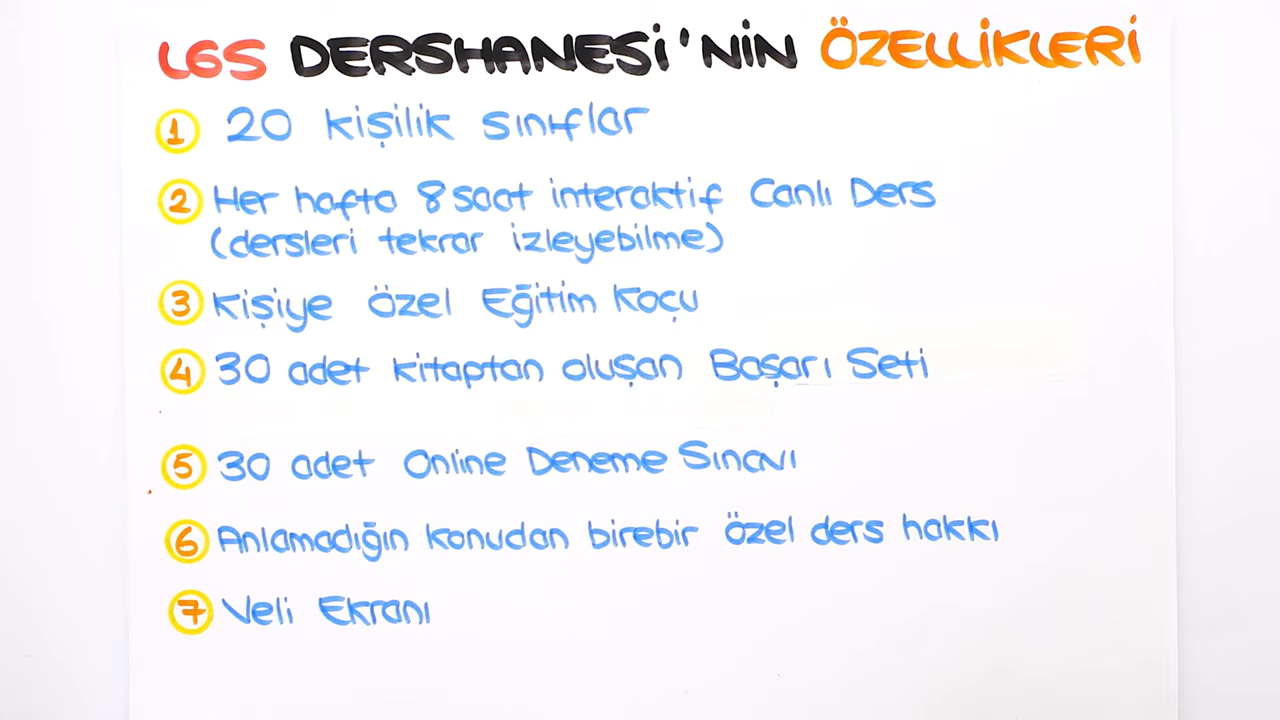 LGS DERSHANESİ'NİN ÖZELLİKLERİ
1 20 kişilik sınıflar
2 Her hafta 8 saat interaktif Canlı Ders
(dersleri tekrar izleyebilme)
3 Kişiye özel Eğitim Koçu
4 30 adet kitaptan oluşan Başarı Seti
5 30 adet Online Deneme Sınavı
6 Anlamadığın konudan birebir özel ders hakkı
7 Veli Ekranı